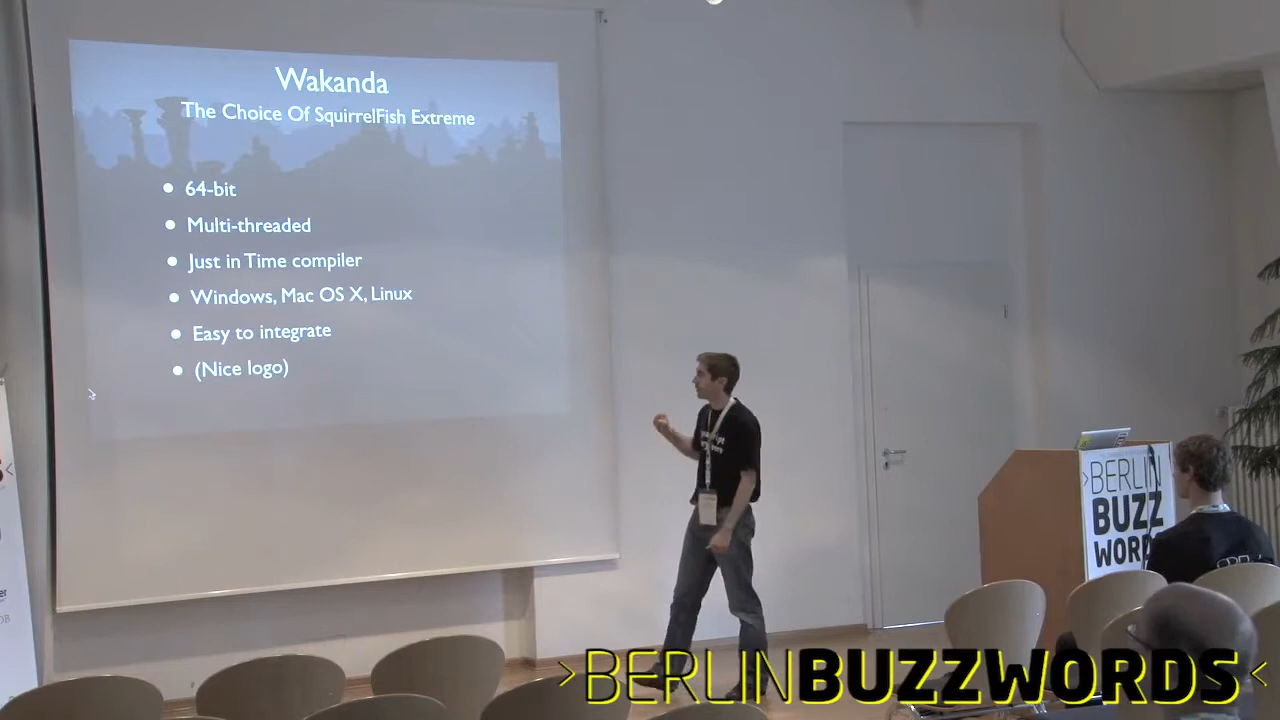 Wakanda
The Choice Of SquirrelFish Extreme
• 64-bit
• Multi-threaded
• Just in Time compiler
• Windows, Mac OS X, Linux
• Easy to integrate
• (Nice logo)
>BERLIN
BUZZ
WORDS
>BERLINBUZZWORDS<